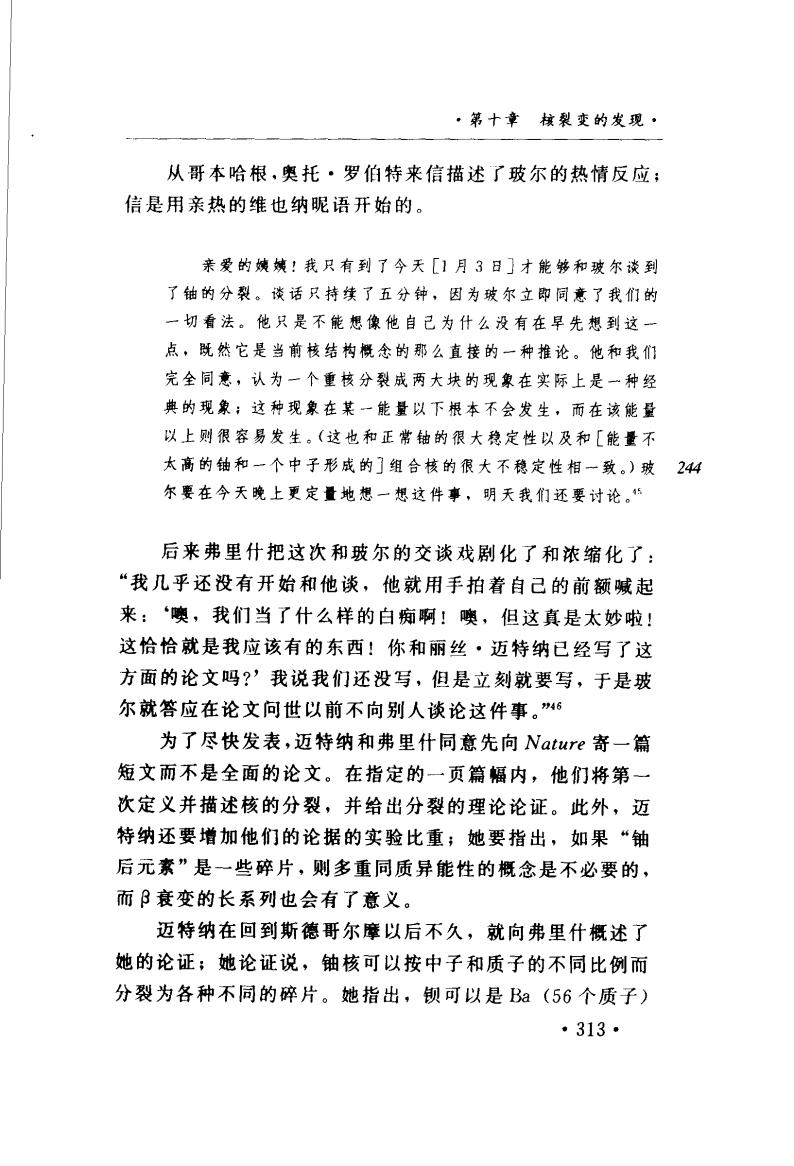 ·第十章 核裂变的发现·
从哥本哈根，奥托·罗伯特来信描述了玻尔的热情反应；
信是用亲热的维也纳昵语开始的。
亲爱的姨姨！我只有到了今天［1月3日］才能够和玻尔谈到
了铀的分裂。谈话只持续了五分钟，因为玻尔立即同意了我们的
一切看法。他只是不能想像他自己为什么没有在早先想到这一
点，既然它是当前核结构概念的那么直接的一种推论。他和我们
完全同意，认为一个重核分裂成两大块的现象在实际上是一种经
典的现象；这种现象在某一能量以下根本不会发生，而在该能量
以上则很容易发生。（这也和正常铀的很大稳定性以及和［能量不
太高的铀和一个中子形成的］组合核的很大不稳定性相一致。）玻
244
尔要在今天晚上更定量地想一想这件事，明天我们还要讨论。45
后来弗里什把这次和玻尔的交谈戏剧化了和浓缩化了：
“我几乎还没有开始和他谈，他就用手拍着自己的前额喊起
来：‘噢，我们当了什么样的白痴啊！噢，但这真是太妙啦！
这恰恰就是我应该有的东西！你和丽丝·迈特纳已经写了这
方面的论文吗？’我说我们还没写，但是立刻就要写，于是玻
尔就答应在论文问世以前不向别人谈论这件事。”46
为了尽快发表，迈特纳和弗里什同意先向 Nature 寄一篇
短文而不是全面的论文。在指定的一页篇幅内，他们将第一
次定义并描述核的分裂，并给出分裂的理论论证。此外，迈
特纳还要增加他们的论据的实验比重；她要指出，如果“铀
后元素”是一些碎片，则多重同质异能性的概念是不必要的，
而β衰变的长系列也会有了意义。
迈特纳在回到斯德哥尔摩以后不久，就向弗里什概述了
她的论证；她论证说，铀核可以按中子和质子的不同比例而
分裂为各种不同的碎片。她指出，钡可以是 Ba（56个质子）
·313·